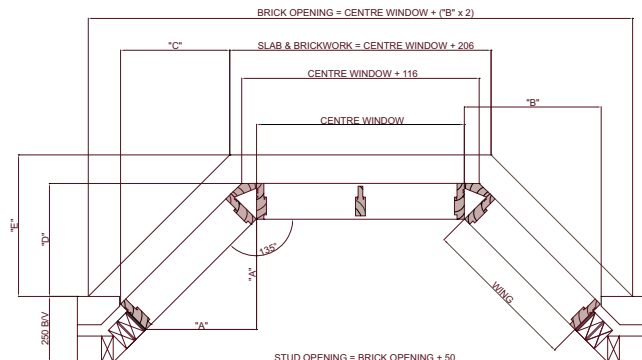 BRICK OPENING = CENTRE WINDOW + ("B" x 2)
"C"
SLAB & BRICKWORK = CENTRE WINDOW + 206
CENTRE WINDOW + 116
"B"
CENTRE WINDOW
"E"
"D"
135°
"A"
WING
"A"
250 B/V
STUD OPENING = BRICK OPENING + 50